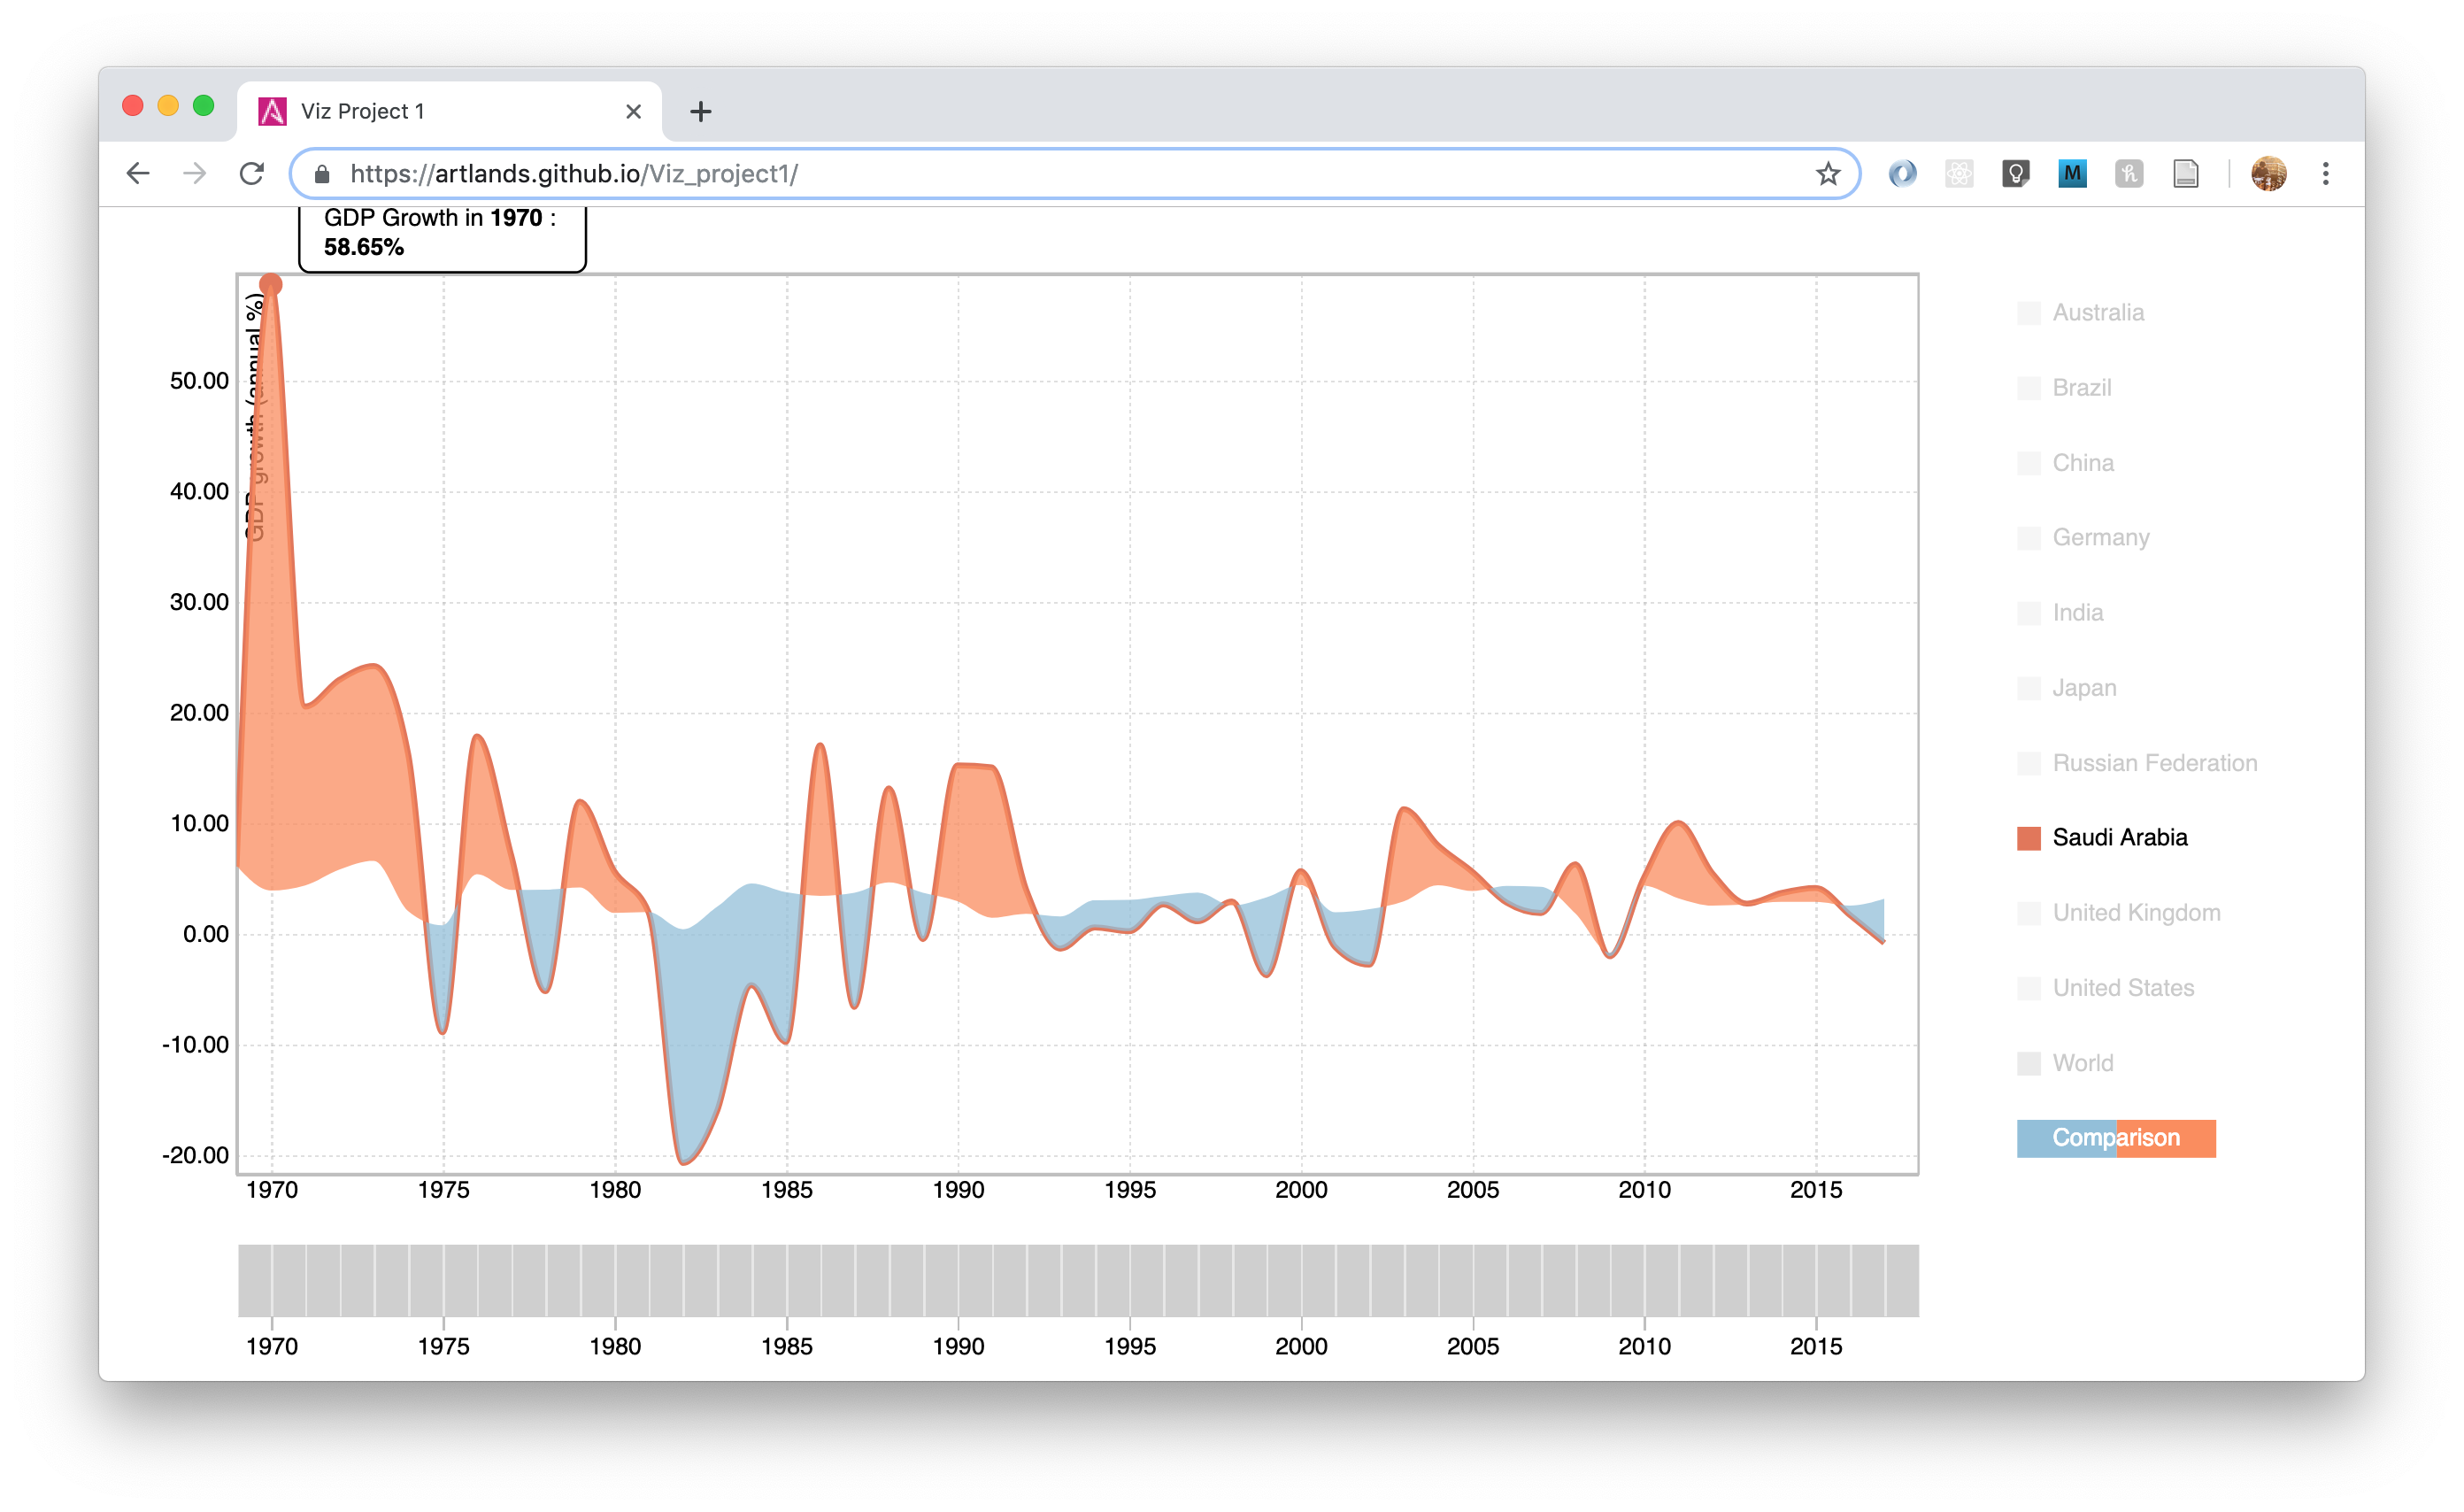 Viz Project 1
https://artlands.github.io/Viz_project1/
M
GDP Growth in 1970 :
58.65%
GDP growth (annual %)
50.00
40.00
30.00
20.00
10.00
0.00
-10.00
-20.00
1970 1975 1980 1985 1990 1995 2000 2005 2010 2015
1970 1975 1980 1985 1990 1995 2000 2005 2010 2015
Australia
Brazil
China
Germany
India
Japan
Russian Federation
Saudi Arabia
United Kingdom
United States
World
Comparison